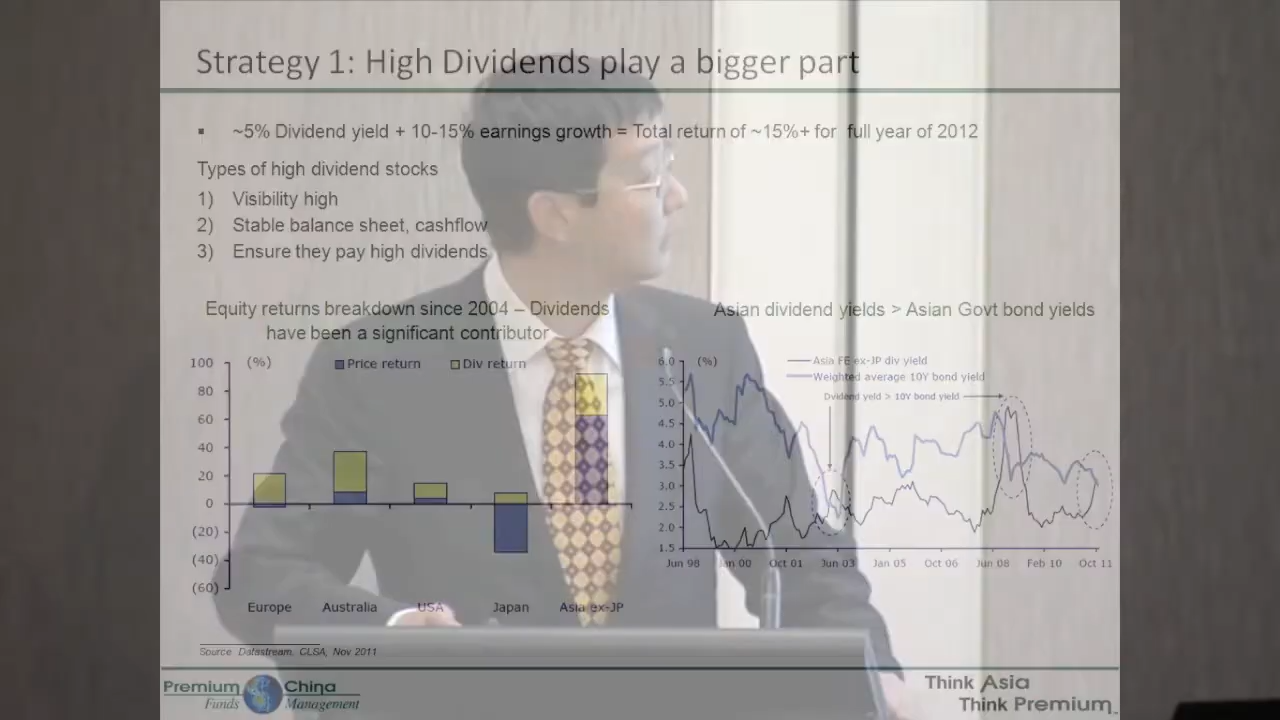 Strategy 1: High Dividends play a bigger part
▪ ~5% Dividend yield + 10-15% earnings growth = Total return of ~15%+ for full year of 2012
Types of high dividend stocks
1) Visibility high
2) Stable balance sheet, cashflow
3) Ensure they pay high dividends
Equity returns breakdown since 2004 – Dividends
have been a significant contributor
100
(%)
Price return
Div return
80
60
40
20
0
(20)
(40)
(60)
Europe
Australia
USA
Japan
Asia ex-JP
Asian dividend yields > Asian Govt bond yields
6.0
(%)
Asia FE ex-JP div yield
Weighted average 10Y bond yield
Dvidend yield > 10Y bond yield
5.5
5.0
4.5
4.0
3.5
3.0
2.5
2.0
1.5
Jun 98
Jan 00
Oct 01
Jun 03
Jan 05
Oct 06
Jun 08
Feb 10
Oct 11
Source. Datastream. CLSA, Nov 2011
Premium China
Funds Management
Think Asia
Think Premium